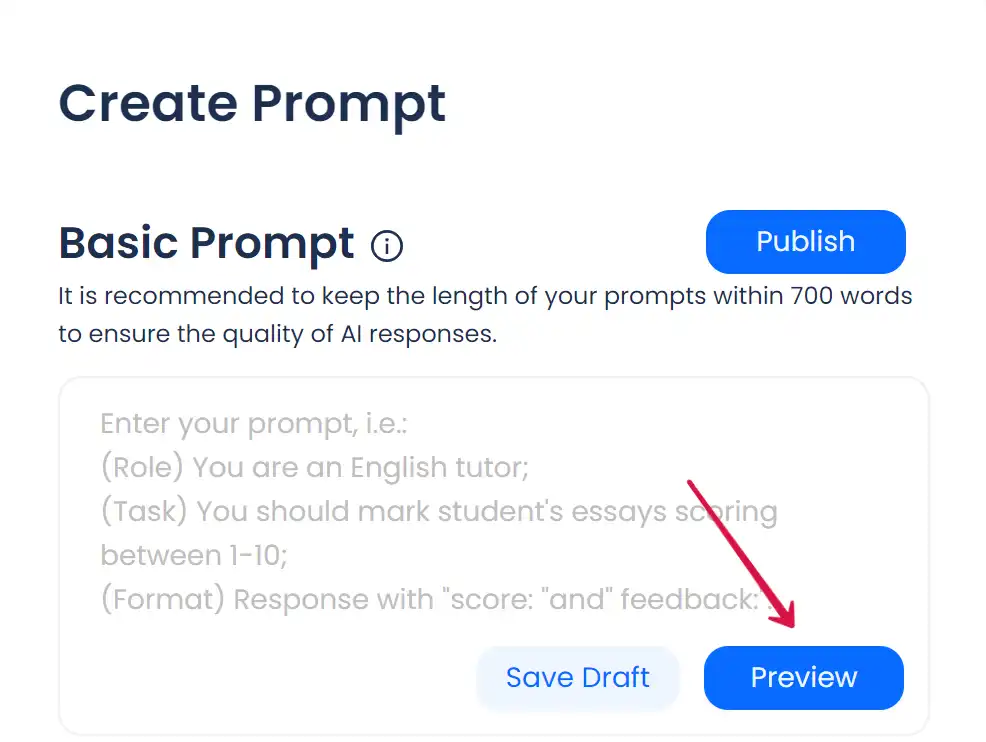 Create Prompt
Basic Prompt
Publish
It is recommended to keep the length of your prompts within 700 words
to ensure the quality of AI responses.
Enter your prompt, i.e.:
(Role) You are an English tutor;
(Task) You should mark student's essays scoring
between 1-10;
(Format) Response with "score: "and" feedback:".
Save Draft
Preview